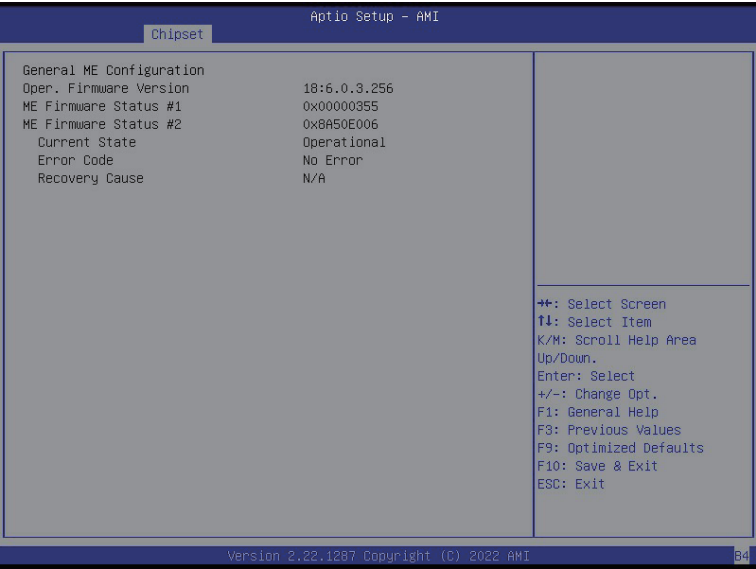 Aptio Setup – AMI
Chipset
General ME Configuration
Oper. Firmware Version 18:6.0.3.256
ME Firmware Status #1 0x00000355
ME Firmware Status #2 0x8A50E006
Current State Operational
Error Code No Error
Recovery Cause N/A
→←: Select Screen
↑↓: Select Item
K/M: Scroll Help Area
Up/Down.
Enter: Select
+/-: Change Opt.
F1: General Help
F3: Previous Values
F9: Optimized Defaults
F10: Save & Exit
ESC: Exit
Version 2.22.1287 Copyright (C) 2022 AMI
B4